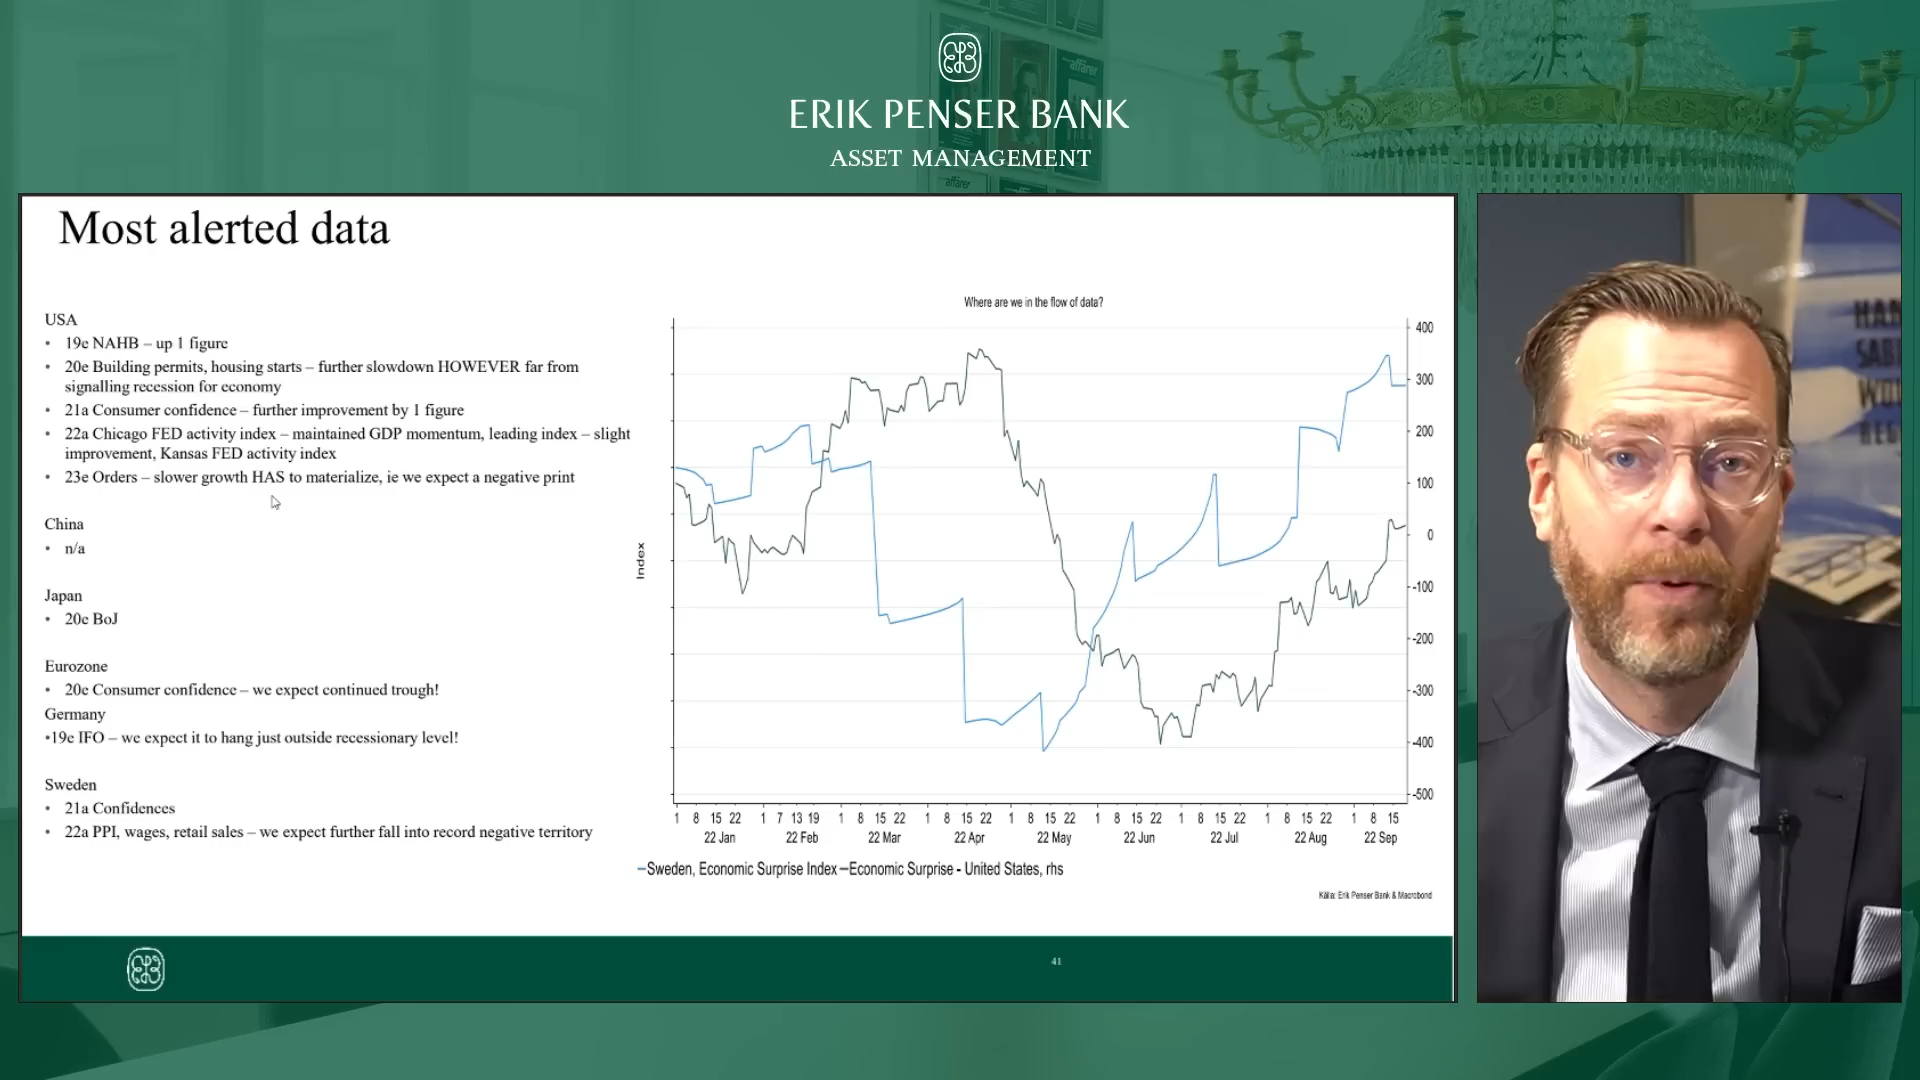 affärer
affärer
ERIK PENSER BANK
ASSET MANAGEMENT
Most alerted data
USA
• 19e NAHB – up 1 figure
• 20e Building permits, housing starts – further slowdown HOWEVER far from
signalling recession for economy
• 21a Consumer confidence – further improvement by 1 figure
• 22a Chicago FED activity index – maintained GDP momentum, leading index – slight
improvement, Kansas FED activity index
• 23e Orders – slower growth HAS to materialize, ie we expect a negative print
China
• n/a
Japan
• 20e BoJ
Eurozone
• 20e Consumer confidence – we expect continued trough!
Germany
•19e IFO – we expect it to hang just outside recessionary level!
Sweden
• 21a Confidences
• 22a PPI, wages, retail sales – we expect further fall into record negative territory
Where are we in the flow of data?
Index
400
300
200
100
0
-100
-200
-300
-400
-500
1 8 15 22 1 7 13 19 1 8 15 22 1 8 15 22 1 8 15 22 1 8 15 22 1 8 15 22 1 8 15 22 1 8 15
22 Jan 22 Feb 22 Mar 22 Apr 22 May 22 Jun 22 Jul 22 Aug 22 Sep
Sweden, Economic Surprise Index Economic Surprise - United States, rhs
Källa: Erik Penser Bank & Macrobond
41